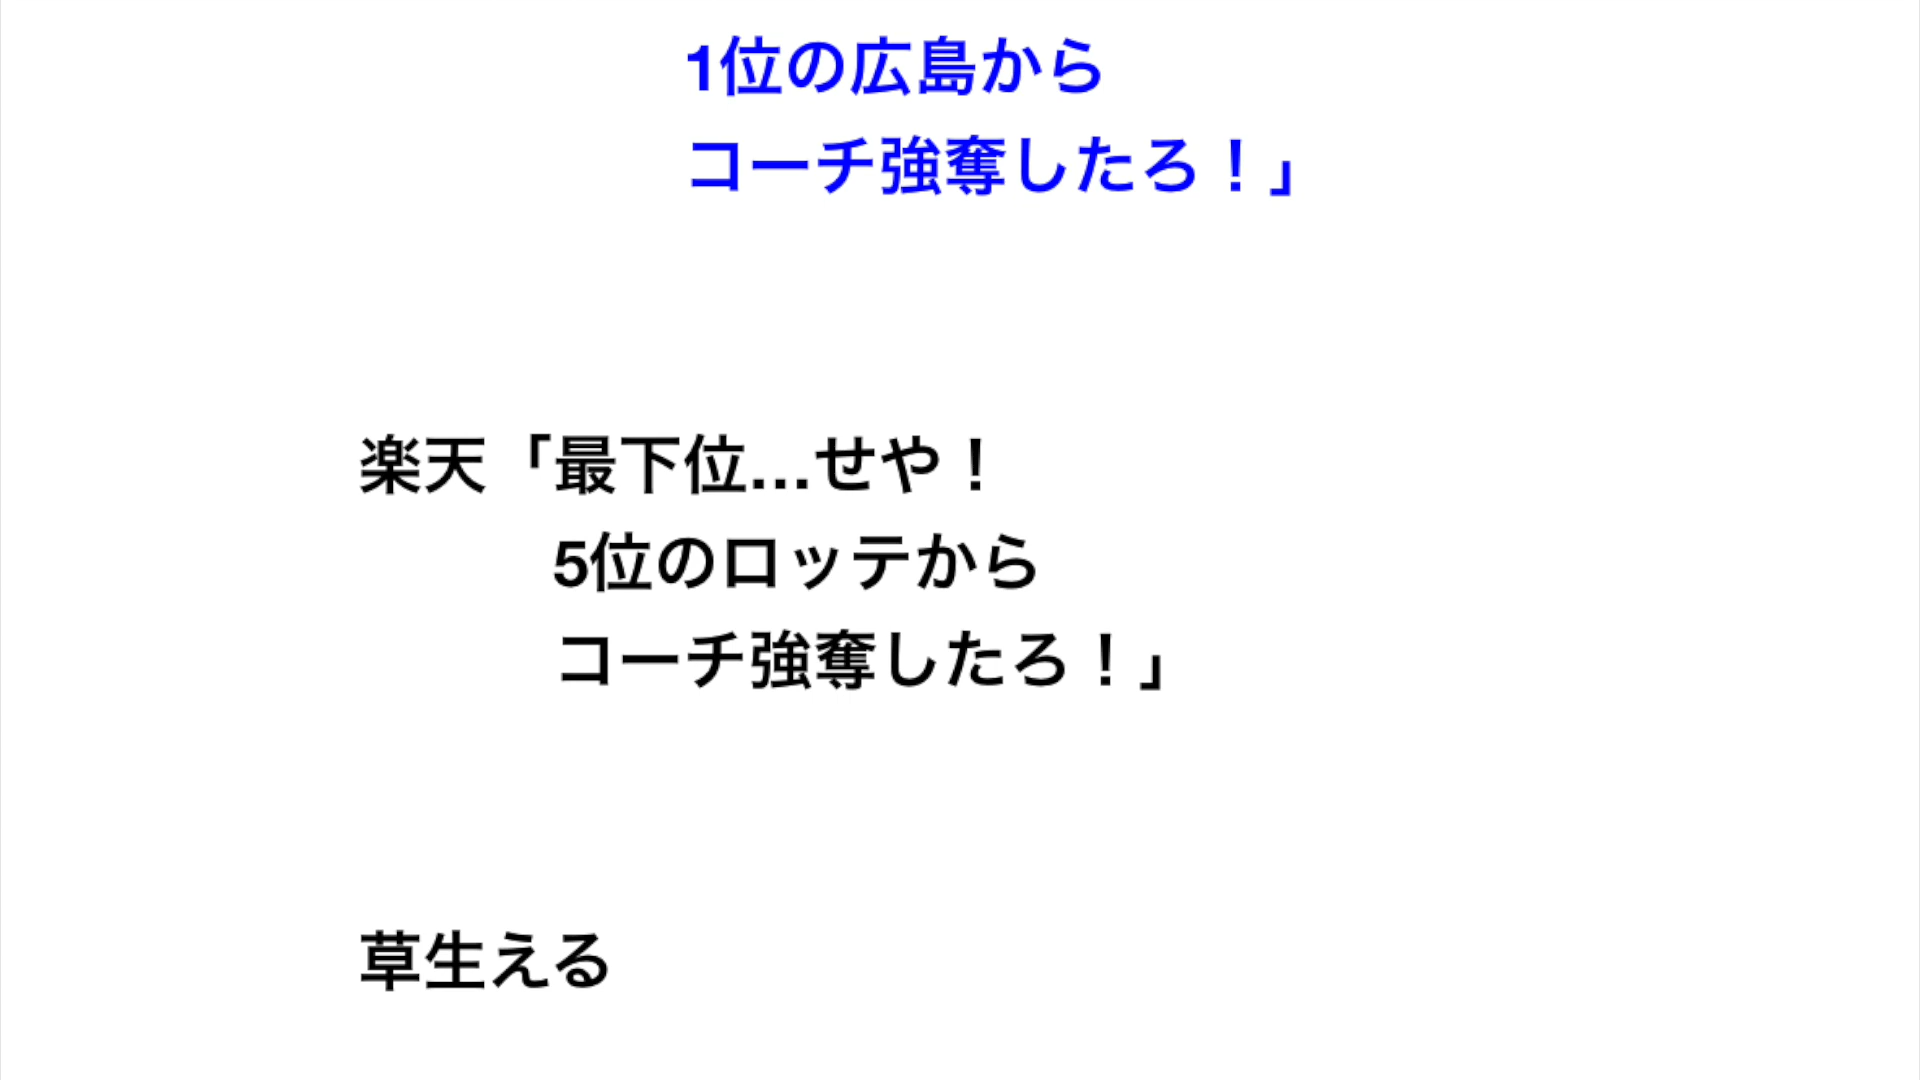 1位の広島から
コーチ強奪したろ！」
楽天「最下位...せや！
5位のロッテから
コーチ強奪したろ！」
草生える